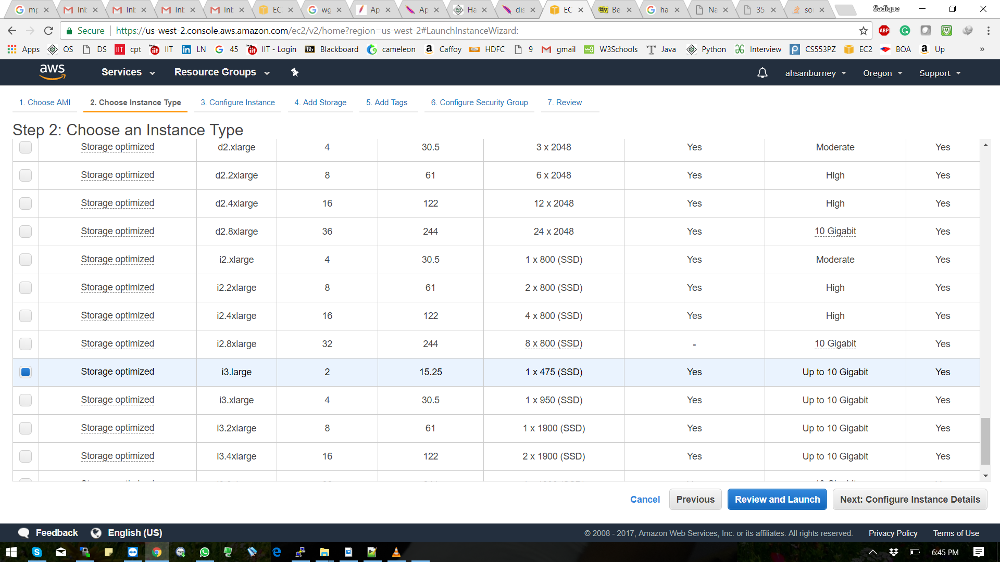 mp
Inb
Inb
Inb
Inb
EC
wg
Ap
Ap
Ha
dis
EC
Be
ha
Na
35
so
Sadique
Secure
https://us-west-2.console.aws.amazon.com/ec2/v2/home?region=us-west-2#LaunchInstanceWizard:
ABP
Apps OS DS IIT cpt IIT in LN 45 IIT - Login Bb Blackboard cameleon Caffoy HDFC 9 gmail W3Schools Java Python Interview CS553PZ EC2 BOA Up »
aws Services Resource Groups ahsanburney Oregon Support
1. Choose AMI 2. Choose Instance Type 3. Configure Instance 4. Add Storage 5. Add Tags 6. Configure Security Group 7. Review
Step 2: Choose an Instance Type
Storage optimized d2.xlarge 4 30.5 3 x 2048 Yes Moderate Yes
Storage optimized d2.2xlarge 8 61 6 x 2048 Yes High Yes
Storage optimized d2.4xlarge 16 122 12 x 2048 Yes High Yes
Storage optimized d2.8xlarge 36 244 24 x 2048 Yes 10 Gigabit Yes
Storage optimized i2.xlarge 4 30.5 1 x 800 (SSD) Yes Moderate Yes
Storage optimized i2.2xlarge 8 61 2 x 800 (SSD) Yes High Yes
Storage optimized i2.4xlarge 16 122 4 x 800 (SSD) Yes High Yes
Storage optimized i2.8xlarge 32 244 8 x 800 (SSD) - 10 Gigabit Yes
Storage optimized i3.large 2 15.25 1 x 475 (SSD) Yes Up to 10 Gigabit Yes
Storage optimized i3.xlarge 4 30.5 1 x 950 (SSD) Yes Up to 10 Gigabit Yes
Storage optimized i3.2xlarge 8 61 1 x 1900 (SSD) Yes Up to 10 Gigabit Yes
Storage optimized i3.4xlarge 16 122 2 x 1900 (SSD) Yes Up to 10 Gigabit Yes
Cancel Previous Review and Launch Next: Configure Instance Details
Feedback English (US) © 2008 - 2017, Amazon Web Services, Inc. or its affiliates. All rights reserved. Privacy Policy Terms of Use
6:45 PM